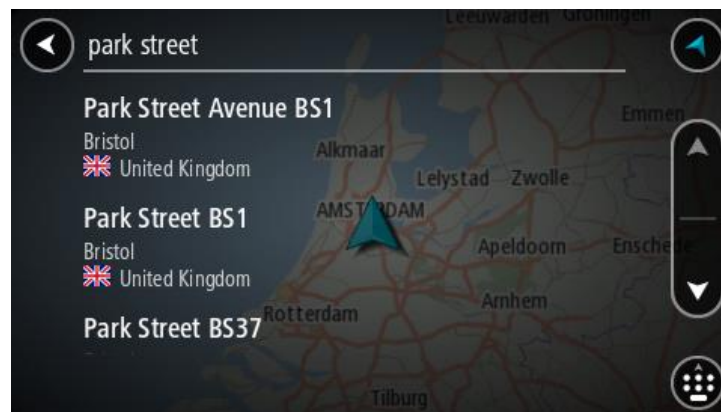 Leeuwarden Groningen
park street
Park Street Avenue BS1
Bristol
United Kingdom
Emmen
Alkmaar
Lelystad Zwolle
Park Street BS1
AMSTERDAM
Bristol
Apeldoorn Enschede
United Kingdom
Arnhem
Rotterdam
Park Street BS37
Tilburg